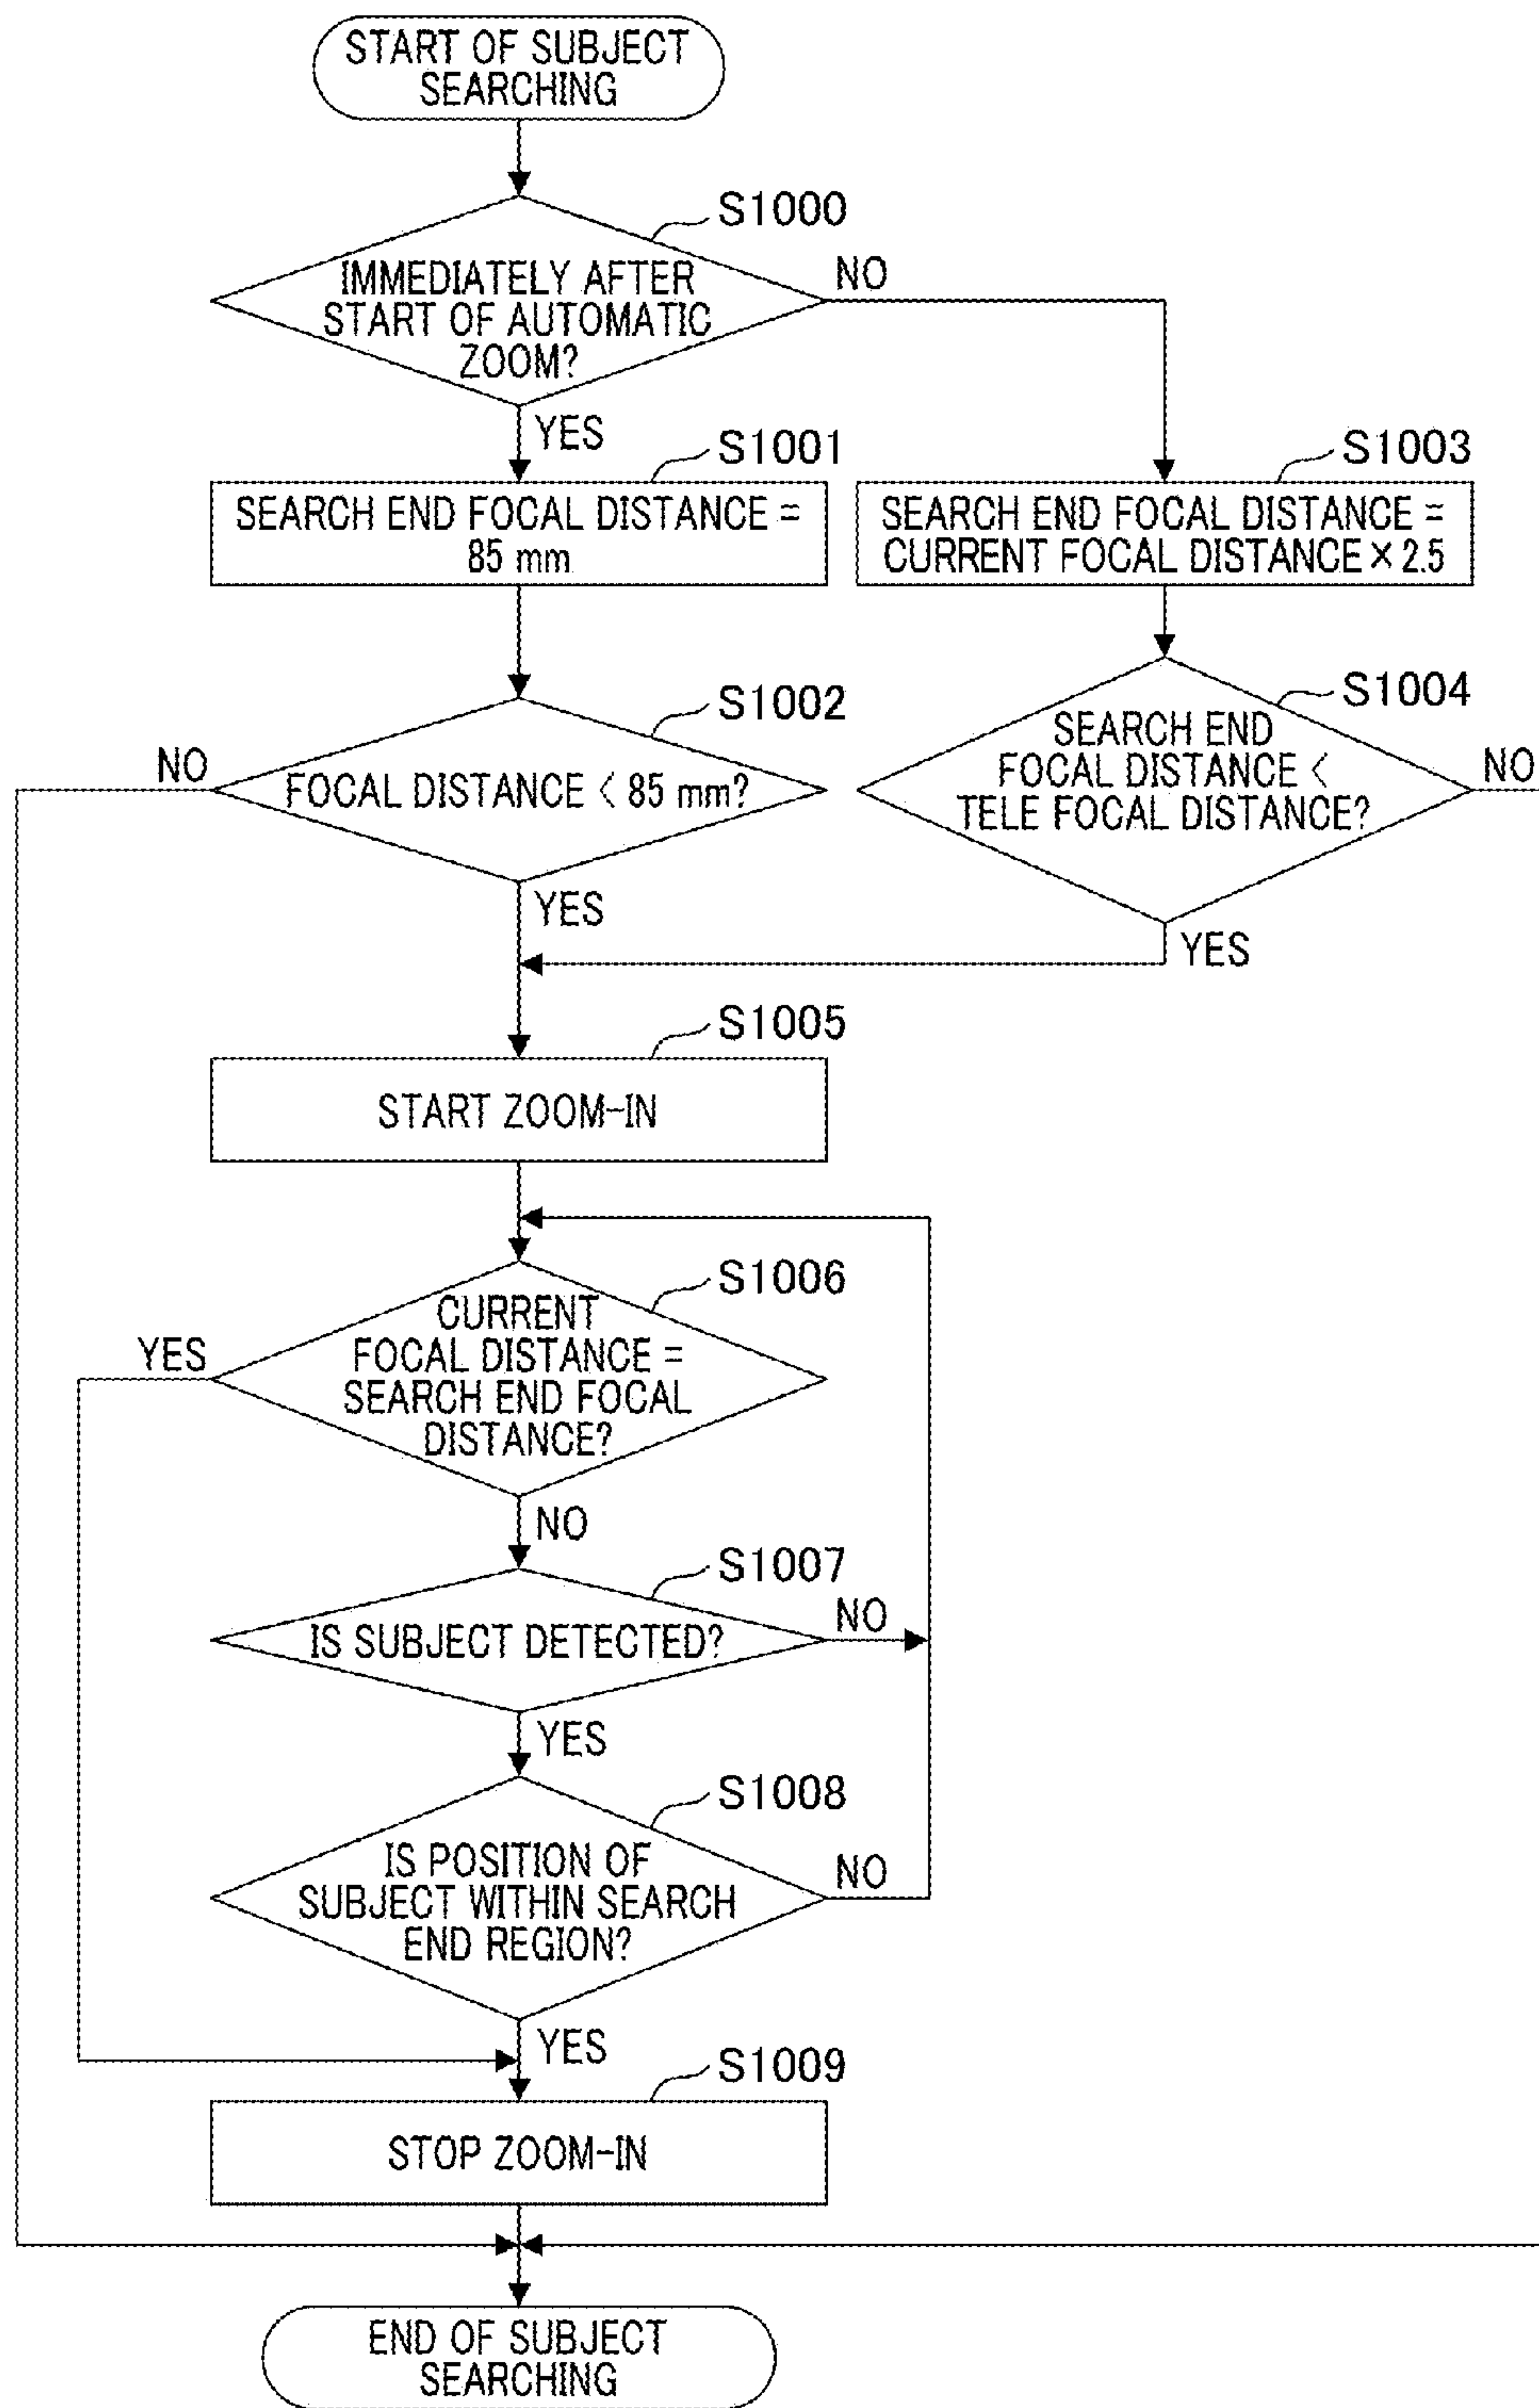 START OF SUBJECT
SEARCHING
S1000
IMMEDIATELY AFTER
START OF AUTOMATIC
ZOOM?
NO
YES
S1001
SEARCH END FOCAL DISTANCE =
85 mm
S1003
SEARCH END FOCAL DISTANCE =
CURRENT FOCAL DISTANCE × 2.5
S1002
FOCAL DISTANCE < 85 mm?
NO
YES
S1004
SEARCH END
FOCAL DISTANCE <
TELE FOCAL DISTANCE?
NO
YES
S1005
START ZOOM-IN
S1006
CURRENT
FOCAL DISTANCE =
SEARCH END FOCAL
DISTANCE?
YES
NO
S1007
IS SUBJECT DETECTED?
NO
YES
S1008
IS POSITION OF
SUBJECT WITHIN SEARCH
END REGION?
NO
YES
S1009
STOP ZOOM-IN
END OF SUBJECT
SEARCHING